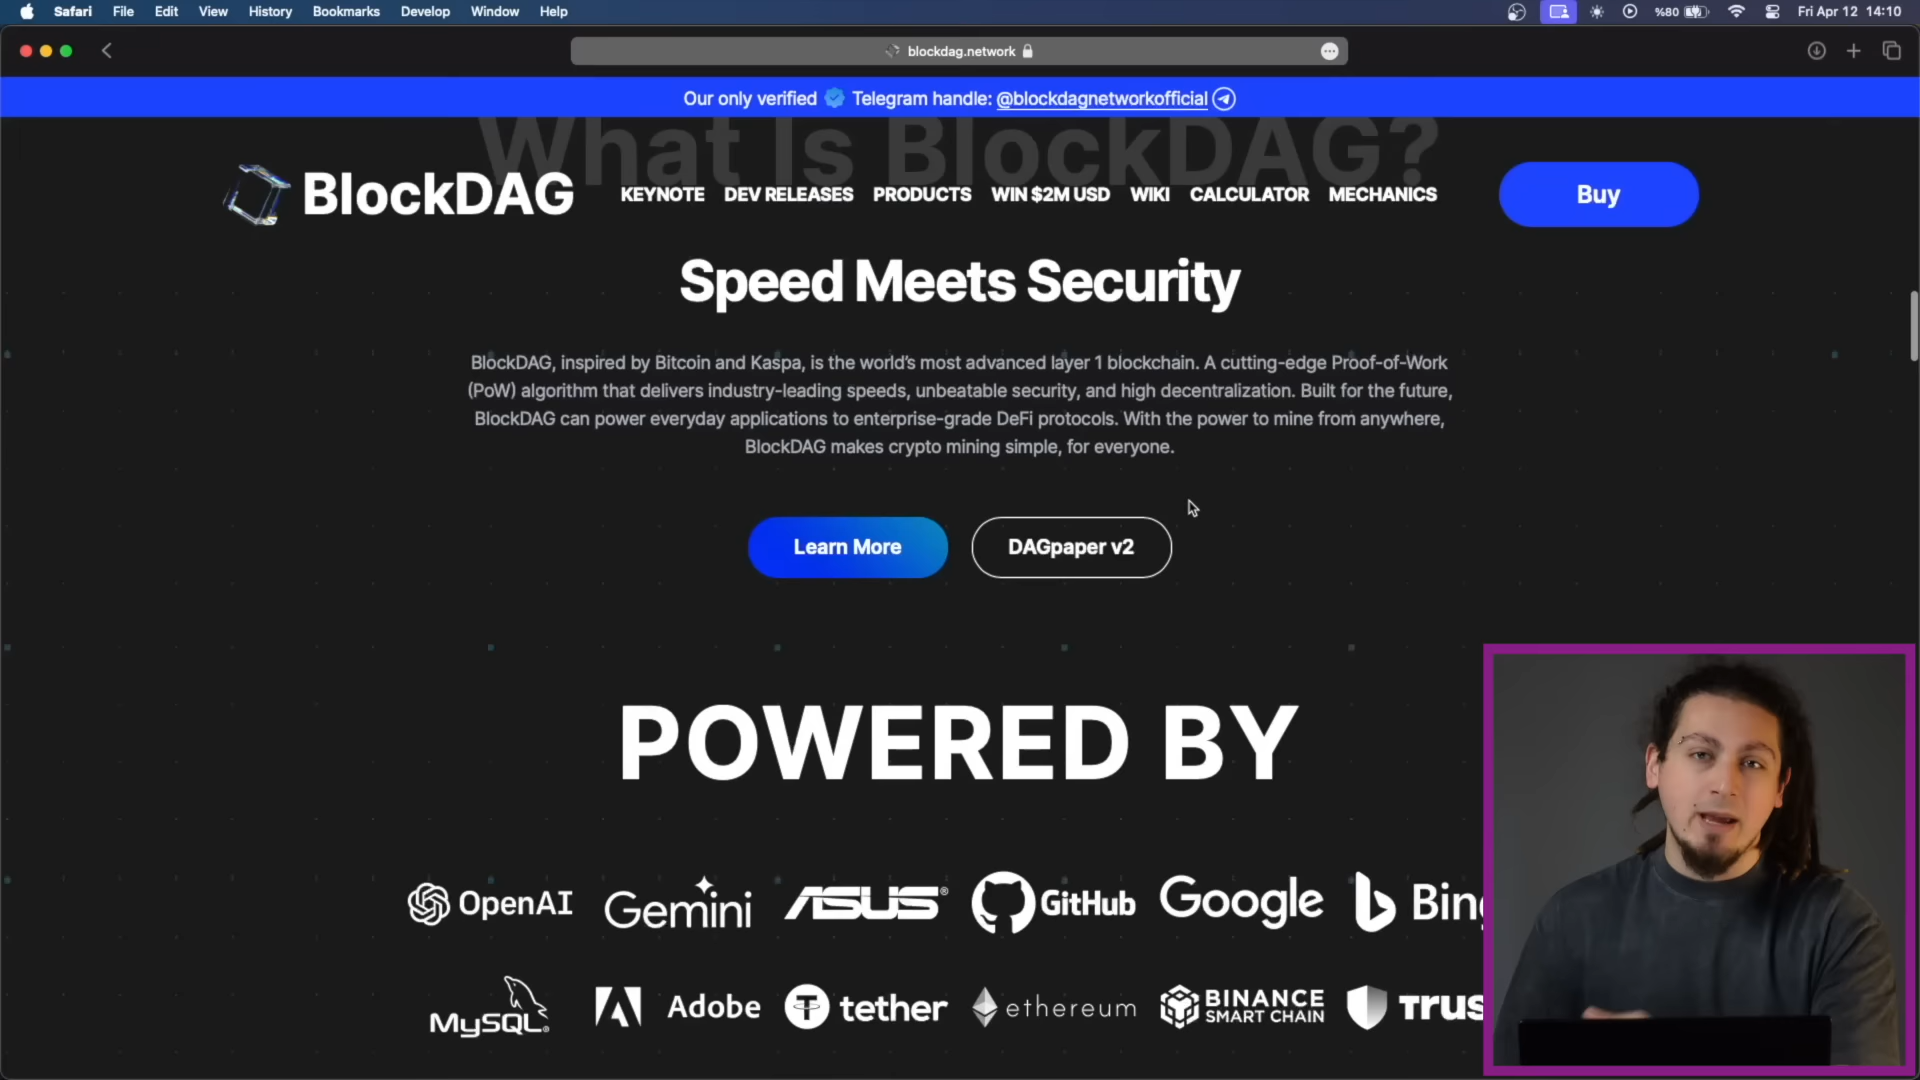 Safari File Edit View History Bookmarks Develop Window Help %80 Fri Apr 12 14:10
blockdag.network
Our only verified Telegram handle: @blockdagnetworkofficial
What Is BlockDAG?
BlockDAG KEYNOTE DEV RELEASES PRODUCTS WIN $2M USD WIKI CALCULATOR MECHANICS Buy
Speed Meets Security
BlockDAG, inspired by Bitcoin and Kaspa, is the world's most advanced layer 1 blockchain. A cutting-edge Proof-of-Work
(PoW) algorithm that delivers industry-leading speeds, unbeatable security, and high decentralization. Built for the future,
BlockDAG can power everyday applications to enterprise-grade DeFi protocols. With the power to mine from anywhere,
BlockDAG makes crypto mining simple, for everyone.
Learn More DAGpaper v2
POWERED BY
OpenAI Gemini ASUS GitHub Google Bing
MySQL Adobe tether ethereum BINANCE SMART CHAIN TRUS